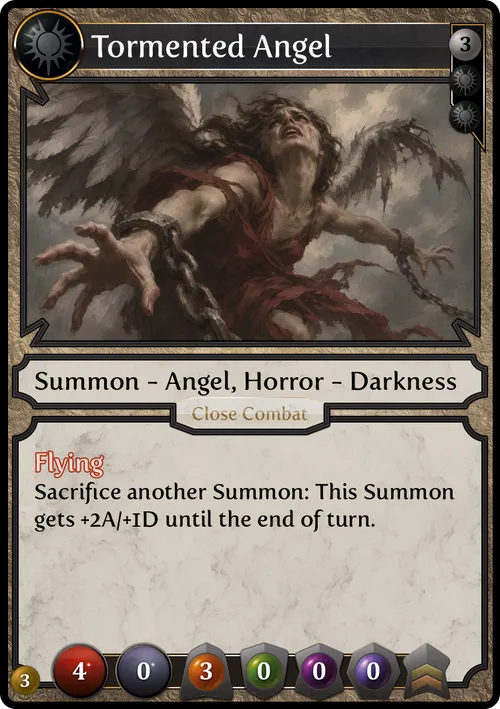 Tormented Angel
3
Summon – Angel, Horror – Darkness
Close Combat
Flying
Sacrifice another Summon: This Summon
gets +2A/+1D until the end of turn.
3 4* 0* 3 0 0 0